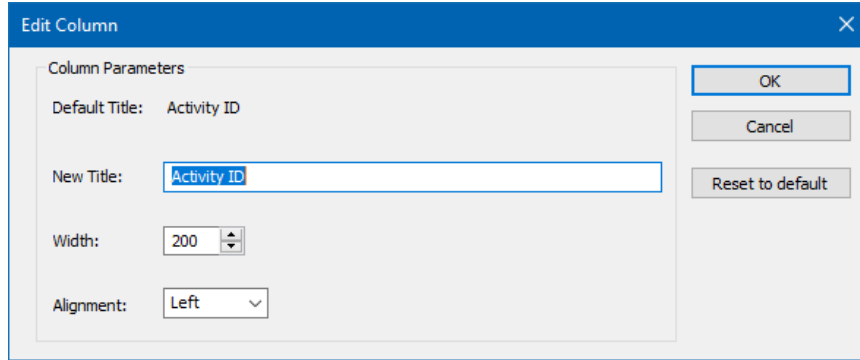 Edit Column
Column Parameters
Default Title: Activity ID
New Title: Activity ID
Width: 200
Alignment: Left
OK
Cancel
Reset to default